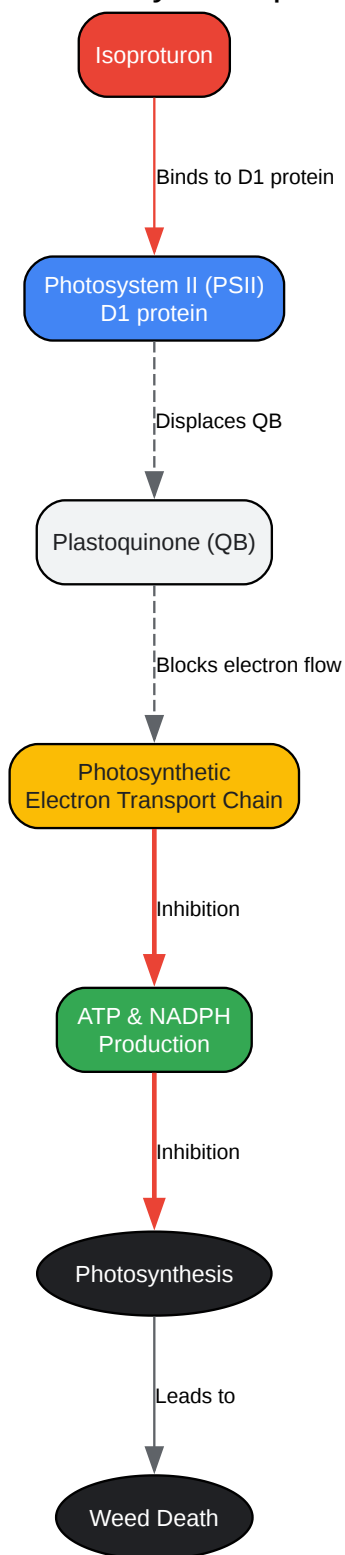 Isoproturon
Binds to D1 protein
Photosystem II (PSII)
D1 protein
Displaces QB
Plastoquinone (QB)
Blocks electron flow
Photosynthetic
Electron Transport Chain
Inhibition
ATP & NADPH
Production
Inhibition
Photosynthesis
Leads to
Weed Death